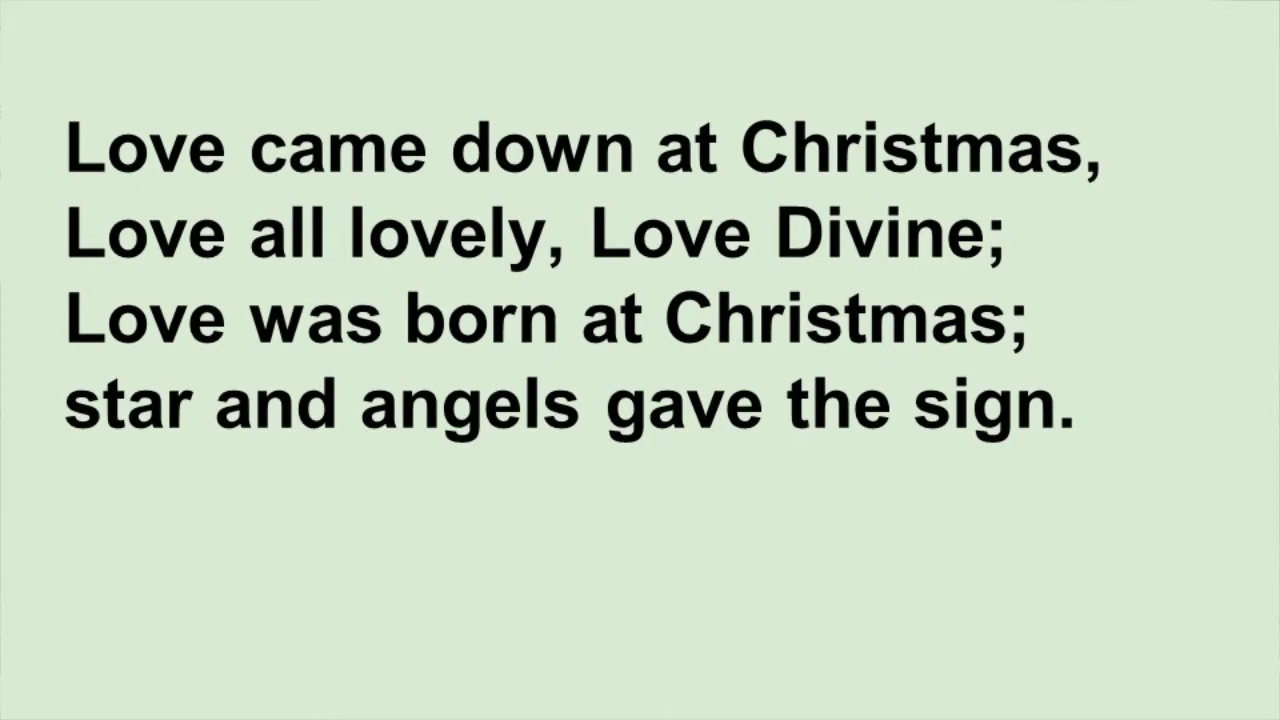 Love came down at Christmas,
Love all lovely, Love Divine;
Love was born at Christmas;
star and angels gave the sign.